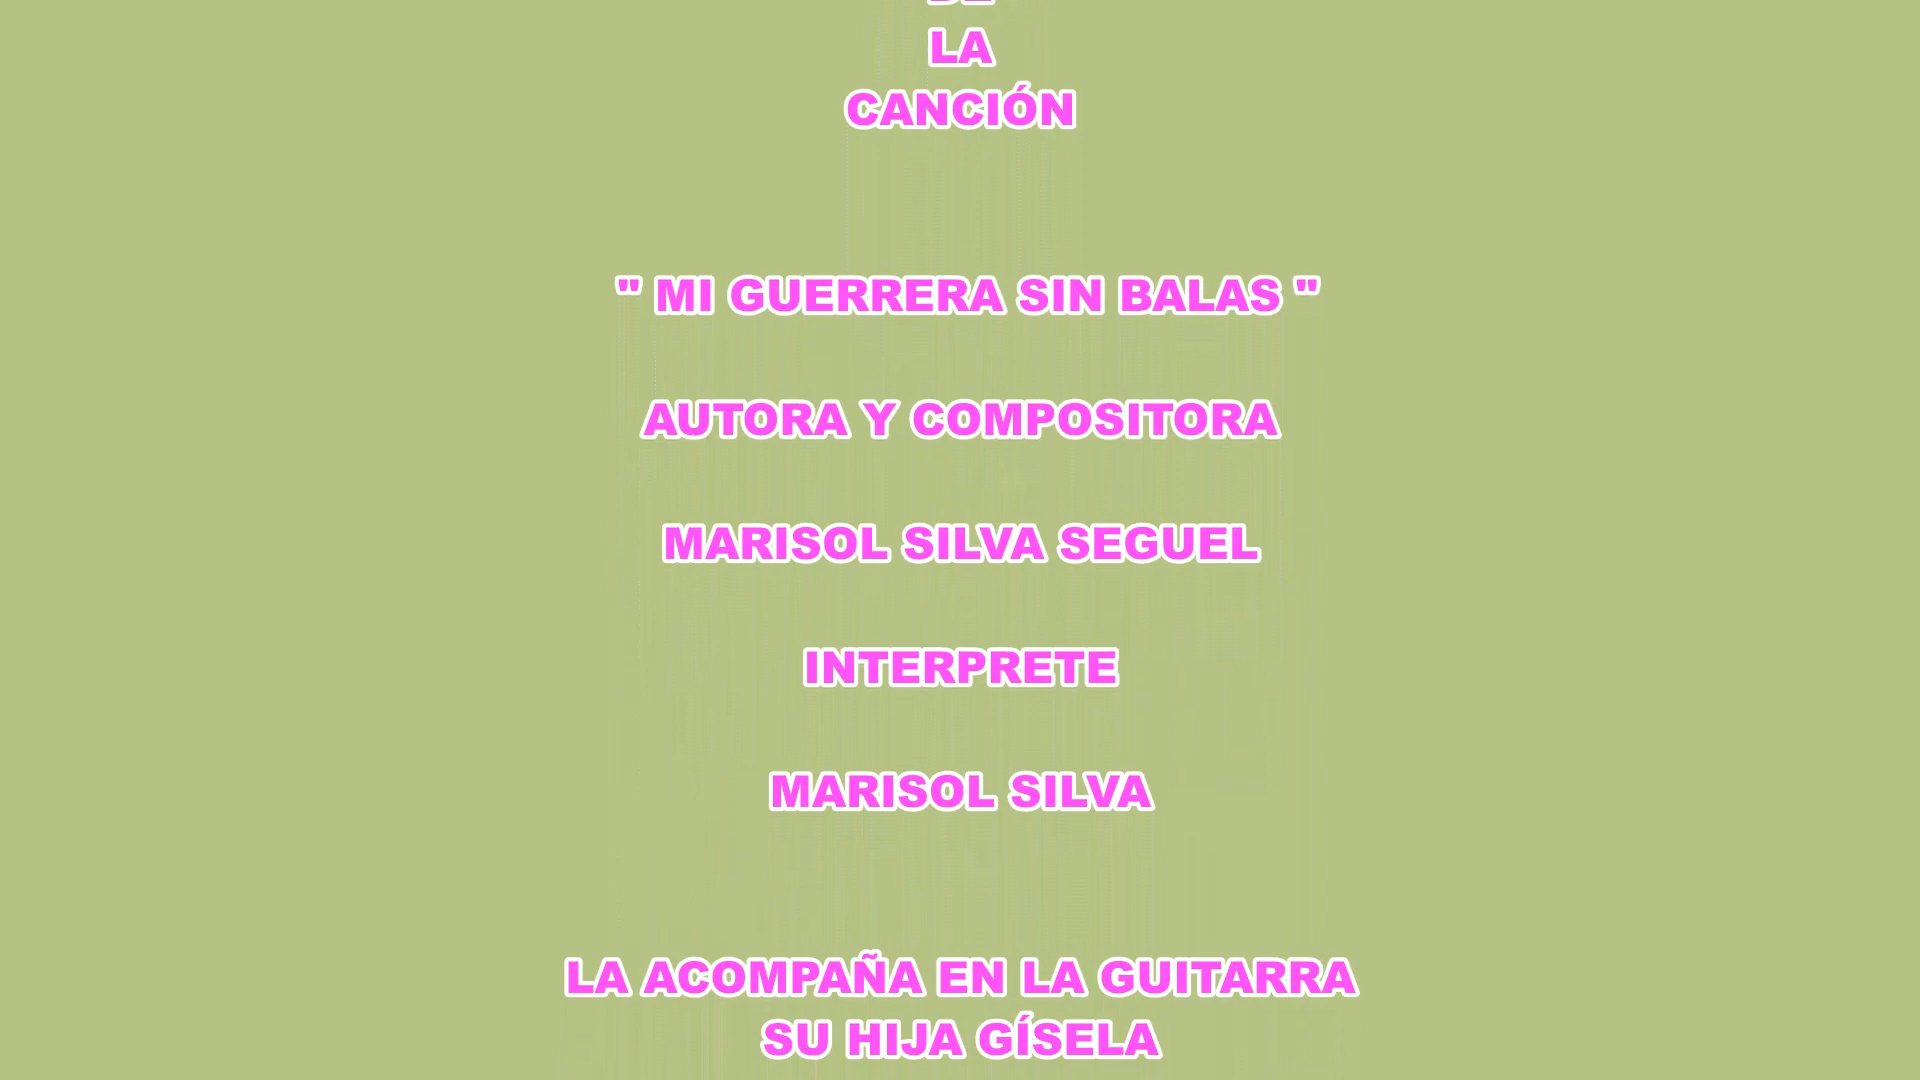 DE
LA
CANCIÓN
" MI GUERRERA SIN BALAS "
AUTORA Y COMPOSITORA
MARISOL SILVA SEGUEL
INTERPRETE
MARISOL SILVA
LA ACOMPAÑA EN LA GUITARRA
SU HIJA GÍSELA